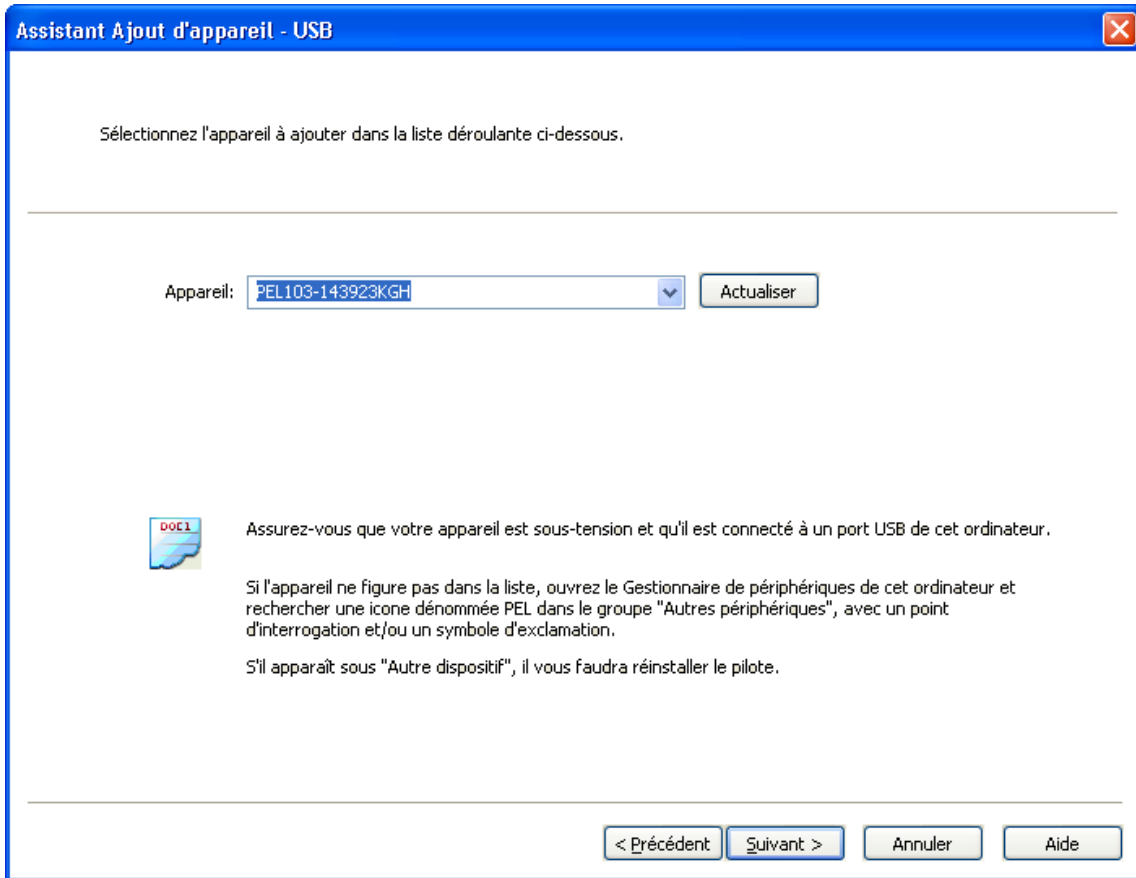 Assistant Ajout d'appareil - USB
Sélectionnez l'appareil à ajouter dans la liste déroulante ci-dessous.
Appareil: PEL103-143923KGH Actualiser
DOC1
Assurez-vous que votre appareil est sous-tension et qu'il est connecté à un port USB de cet ordinateur.
Si l'appareil ne figure pas dans la liste, ouvrez le Gestionnaire de périphériques de cet ordinateur et
rechercher une icone dénommée PEL dans le groupe "Autres périphériques", avec un point
d'interrogation et/ou un symbole d'exclamation.
S'il apparaît sous "Autre dispositif", il vous faudra réinstaller le pilote.
< Précédent Suivant > Annuler Aide